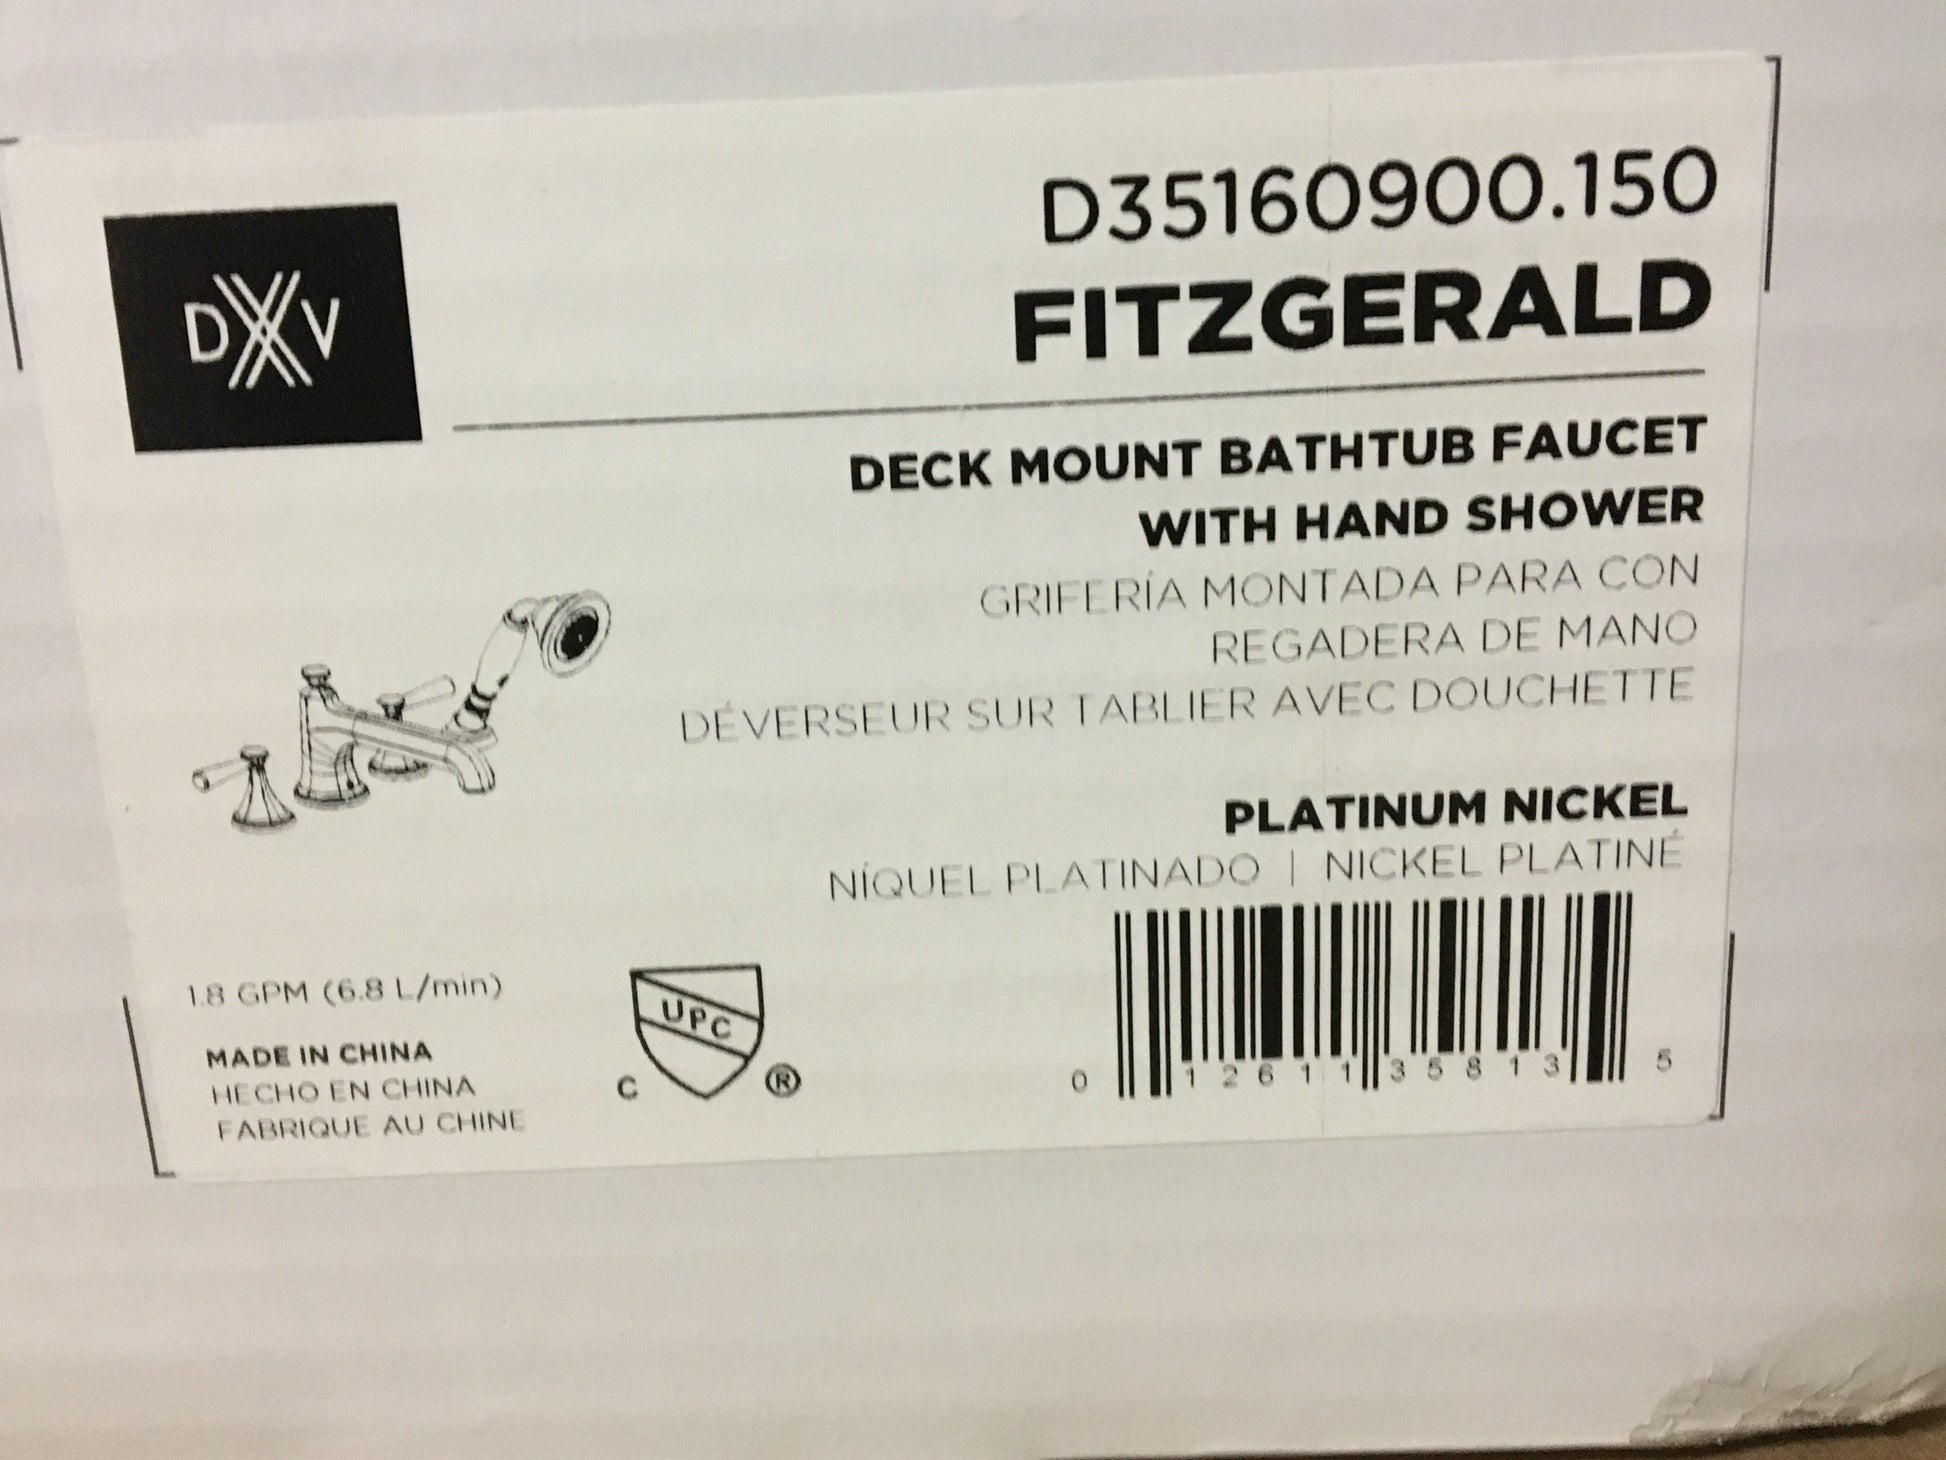 D35160900.150
FITZGERALD
DXV
DECK MOUNT BATHTUB FAUCET
WITH HAND SHOWER
GRIFERÍA MONTADA PARA CON
REGADERA DE MANO
DÉVERSEUR SUR TABLIER AVEC DOUCHETTE
PLATINUM NICKEL
NÍQUEL PLATINADO | NICKEL PLATINÉ
1.8 GPM (6.8 L/min)
MADE IN CHINA
HECHO EN CHINA
FABRIQUE AU CHINE
UPC
C ®
0 12611 35813 5